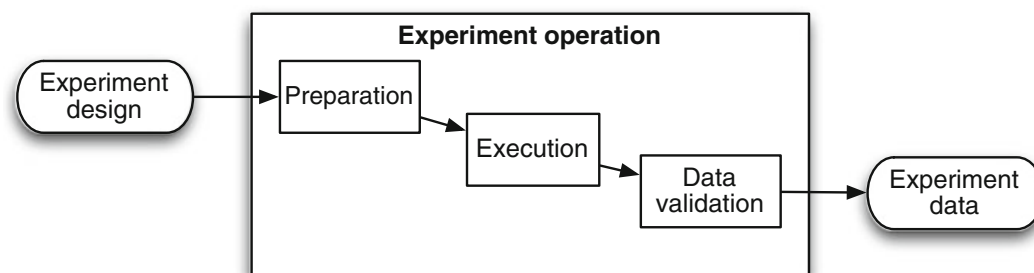 Experiment operation
Experiment
design
Preparation
Execution
Data
validation
Experiment
data